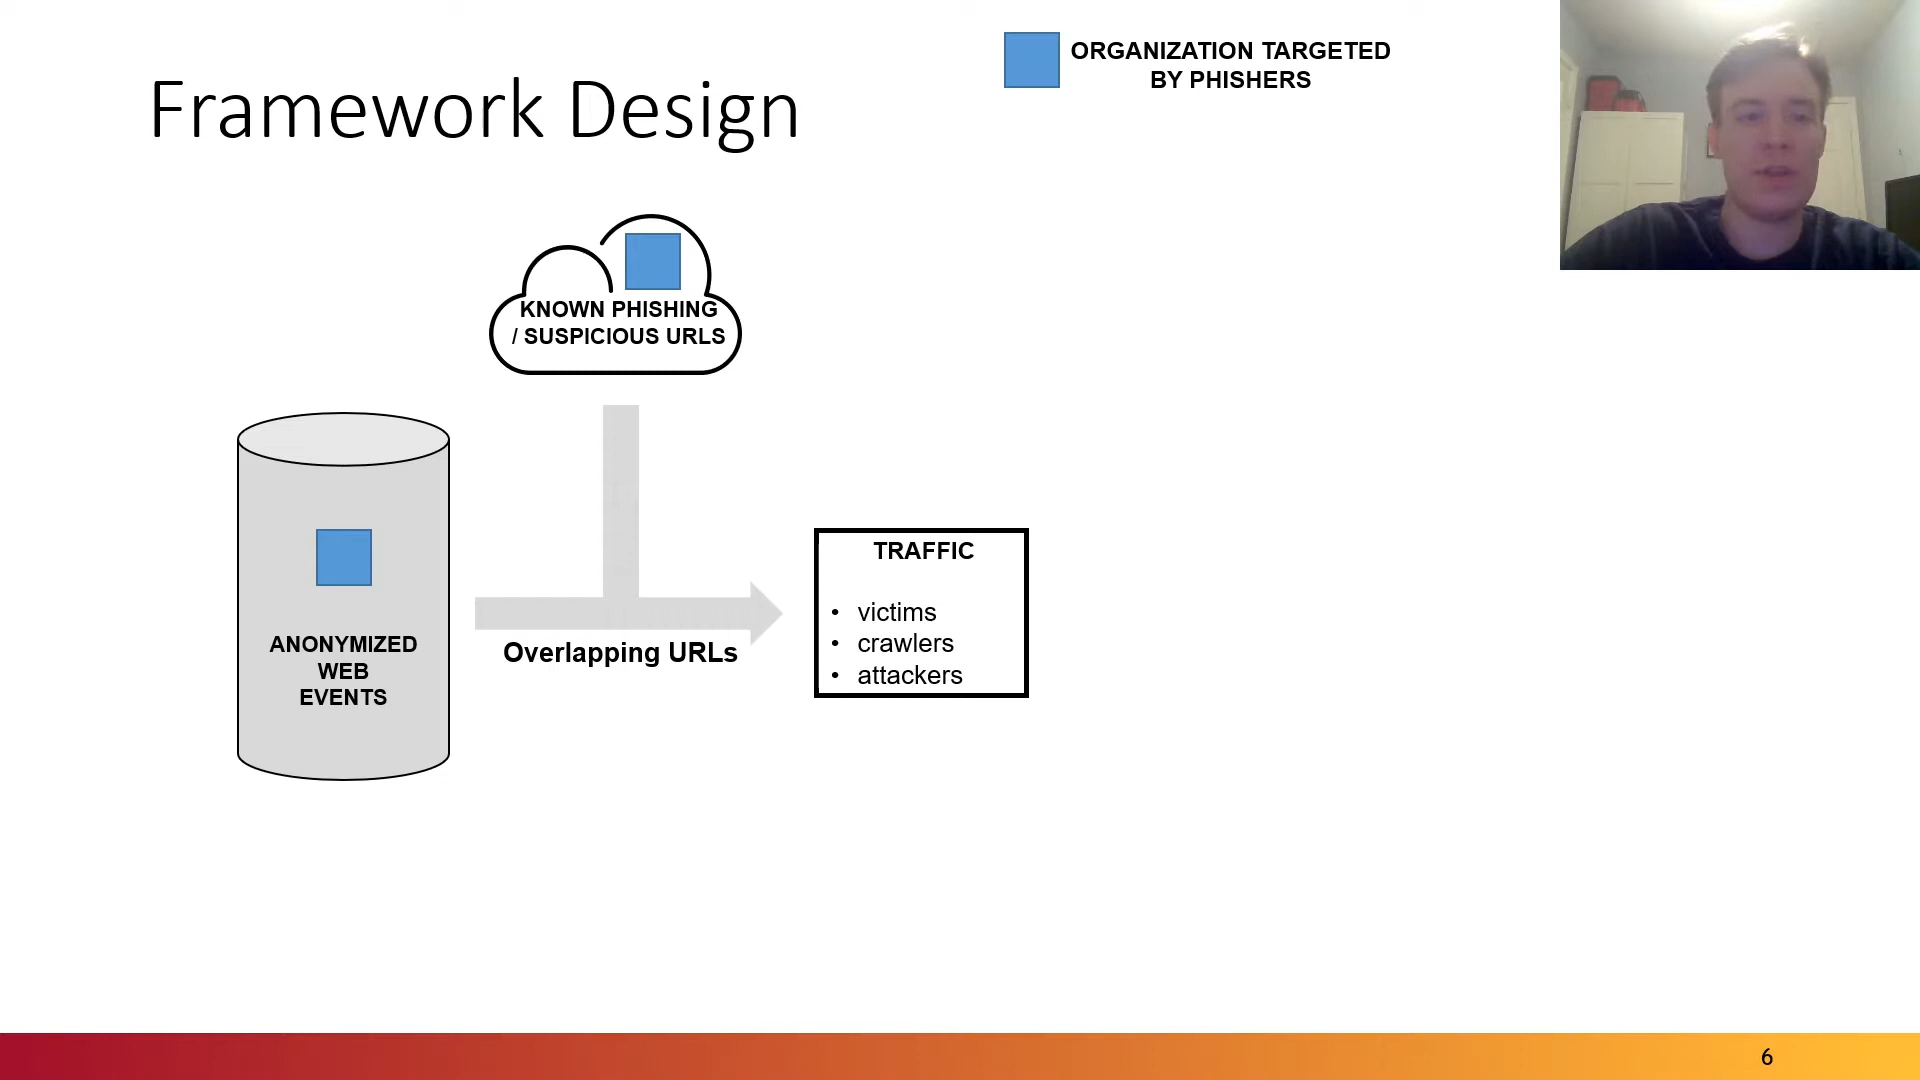 Framework Design
ORGANIZATION TARGETED
BY PHISHERS
KNOWN PHISHING
/ SUSPICIOUS URLS
ANONYMIZED
WEB
EVENTS
Overlapping URLs
TRAFFIC
• victims
• crawlers
• attackers
6